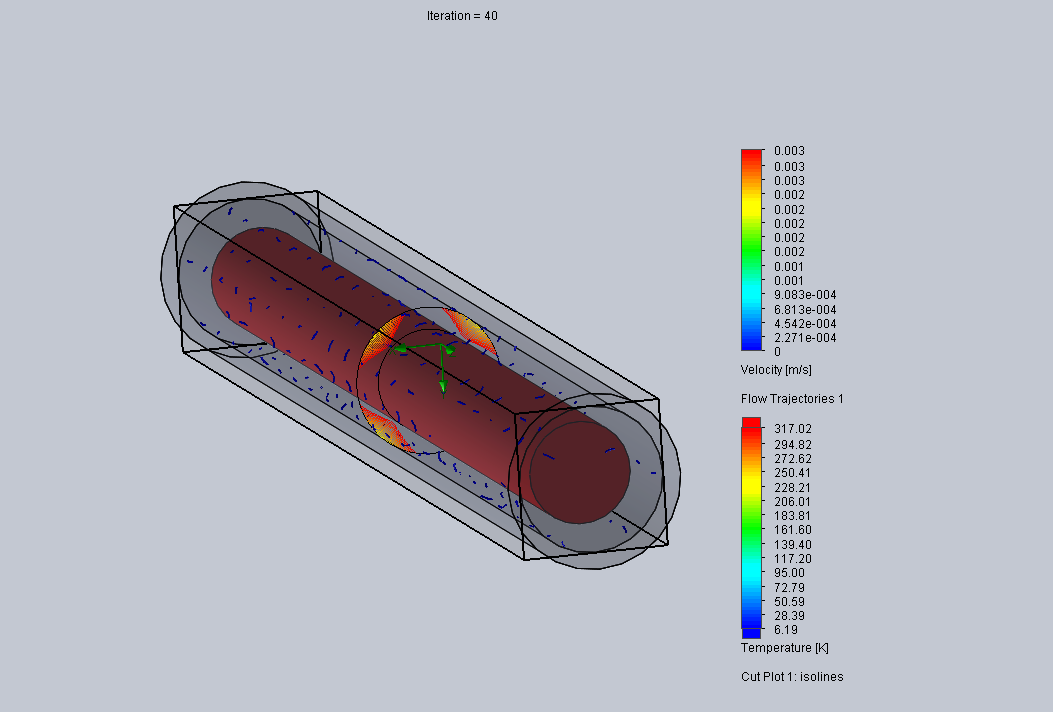 Iteration = 40
0.003
0.003
0.003
0.002
0.002
0.002
0.002
0.002
0.001
0.001
9.083e-004
6.813e-004
4.542e-004
2.271e-004
0
Velocity [m/s]
Flow Trajectories 1
317.02
294.82
272.62
250.41
228.21
206.01
183.81
161.60
139.40
117.20
95.00
72.79
50.59
28.39
6.19
Temperature [K]
Cut Plot 1: isolines